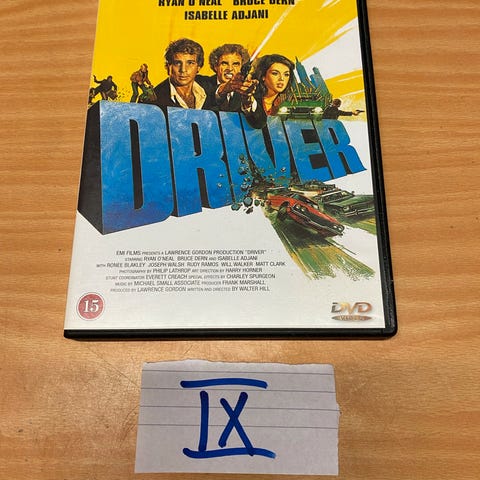 RYAN O'NEAL BRUCE DERN
ISABELLE ADJANI
DRIVER
EMI FILMS PRESENTS A LAWRENCE GORDON PRODUCTION "DRIVER"
STARRING RYAN O'NEAL BRUCE DERN AND ISABELLE ADJANI
WITH RONEE BLAKLEY JOSEPH WALSH RUDY RAMOS WILL WALKER MATT CLARK
PHOTOGRAPHY BY PHILIP LATHROP ART DIRECTION BY HARRY HORNER
STUNT COORDINATOR EVERETT CREACH SPECIAL EFFECTS BY CHARLEY SPURGEON
MUSIC BY MICHAEL SMALL ASSOCIATE PRODUCER FRANK MARSHALL
PRODUCED BY LAWRENCE GORDON WRITTEN AND DIRECTED BY WALTER HILL
15
DVD
VIDEO
IX